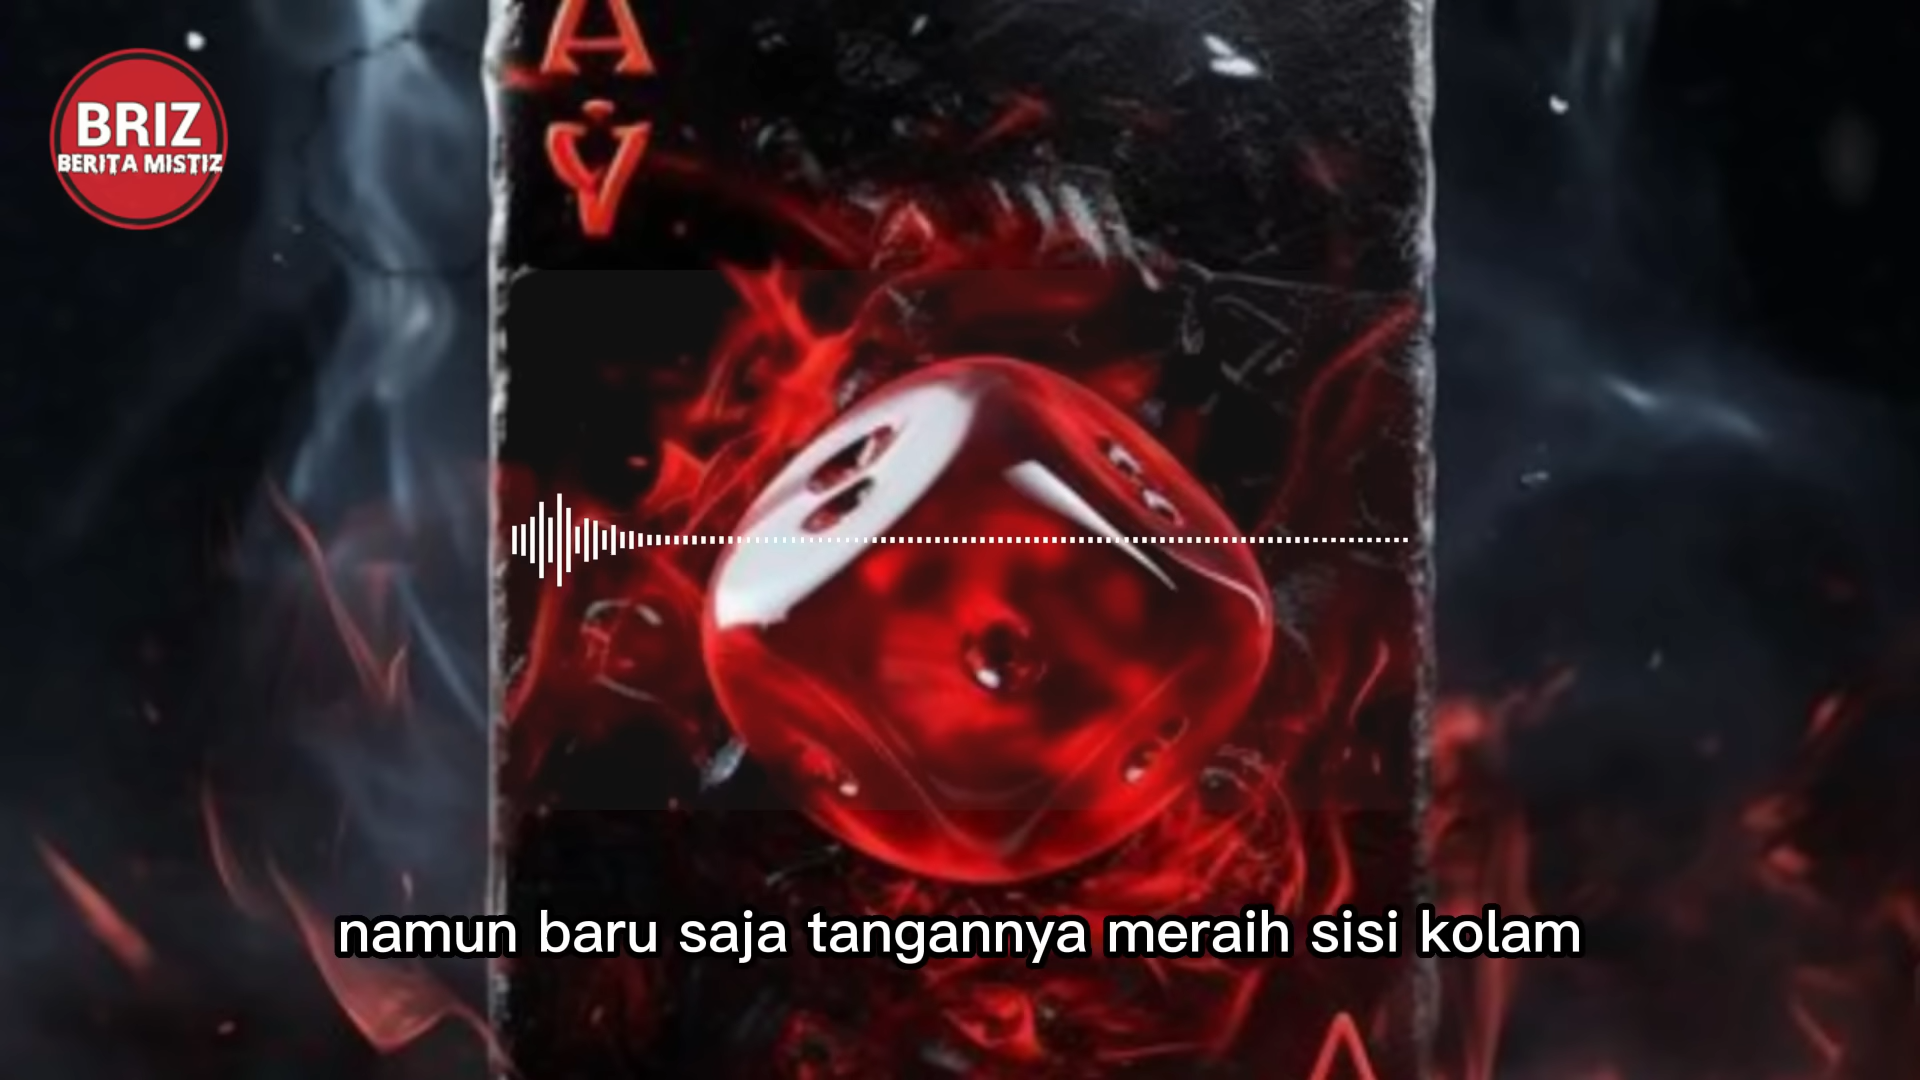 BRIZ
BERITA MISTIZ
A
A
namun baru saja tangannya meraih sisi kolam
A